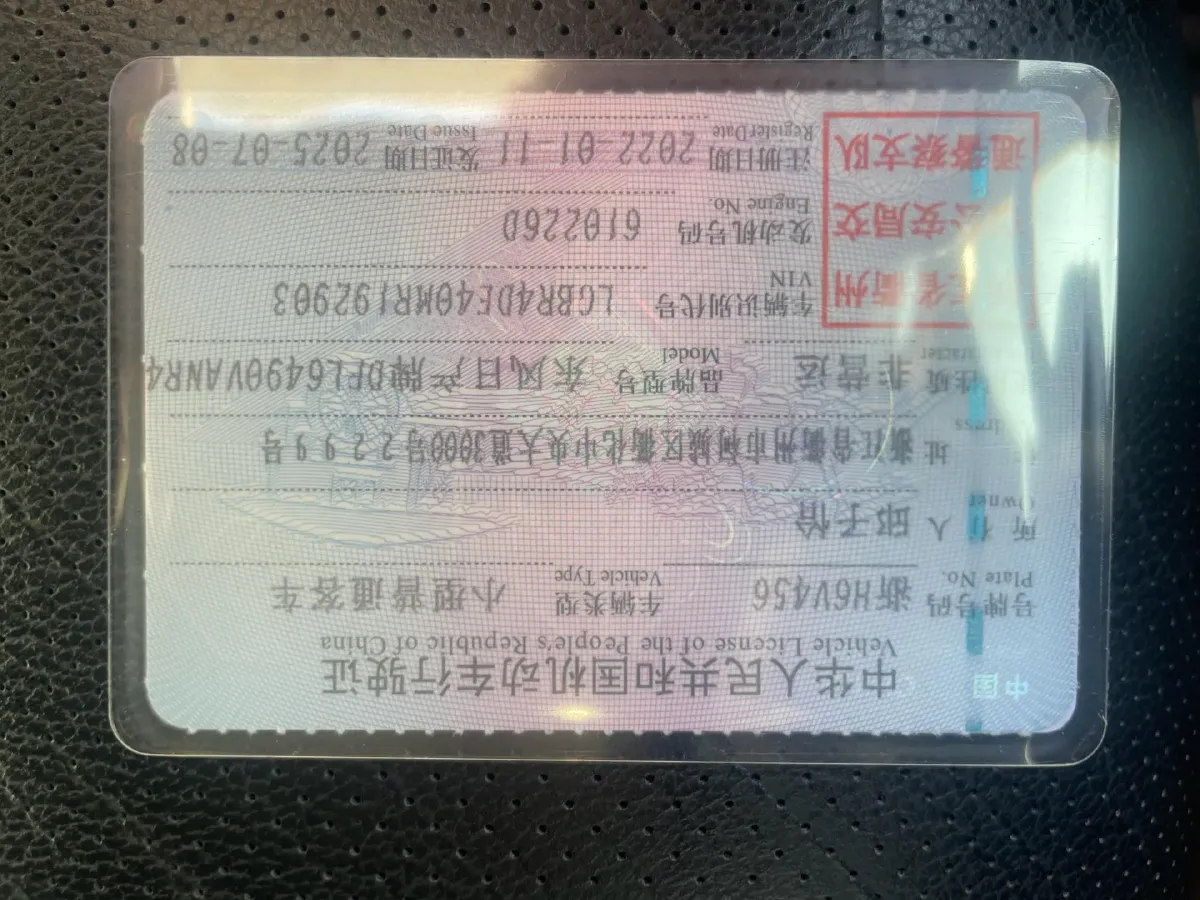 中国
中华人民共和国机动车行驶证
Vehicle License of the People's Republic of China
号牌号码 浙H6V456 车辆类型 小型普通客车
Plate No. Vehicle Type
所有人 邱子怡
Owner
址 浙江省衢州市柯城区衢化中央大道3000号2299号
性质 非营运 品牌型号 东风日产牌DFL6490VANR4
Model
省衢州
公安局交
通警察支队
车辆识别代号 LGBR4DE40MR192903
VIN
发动机号码 610226D
Engine No.
注册日期 2022-01-11 发证日期 2025-07-08
Register Date Issue Date